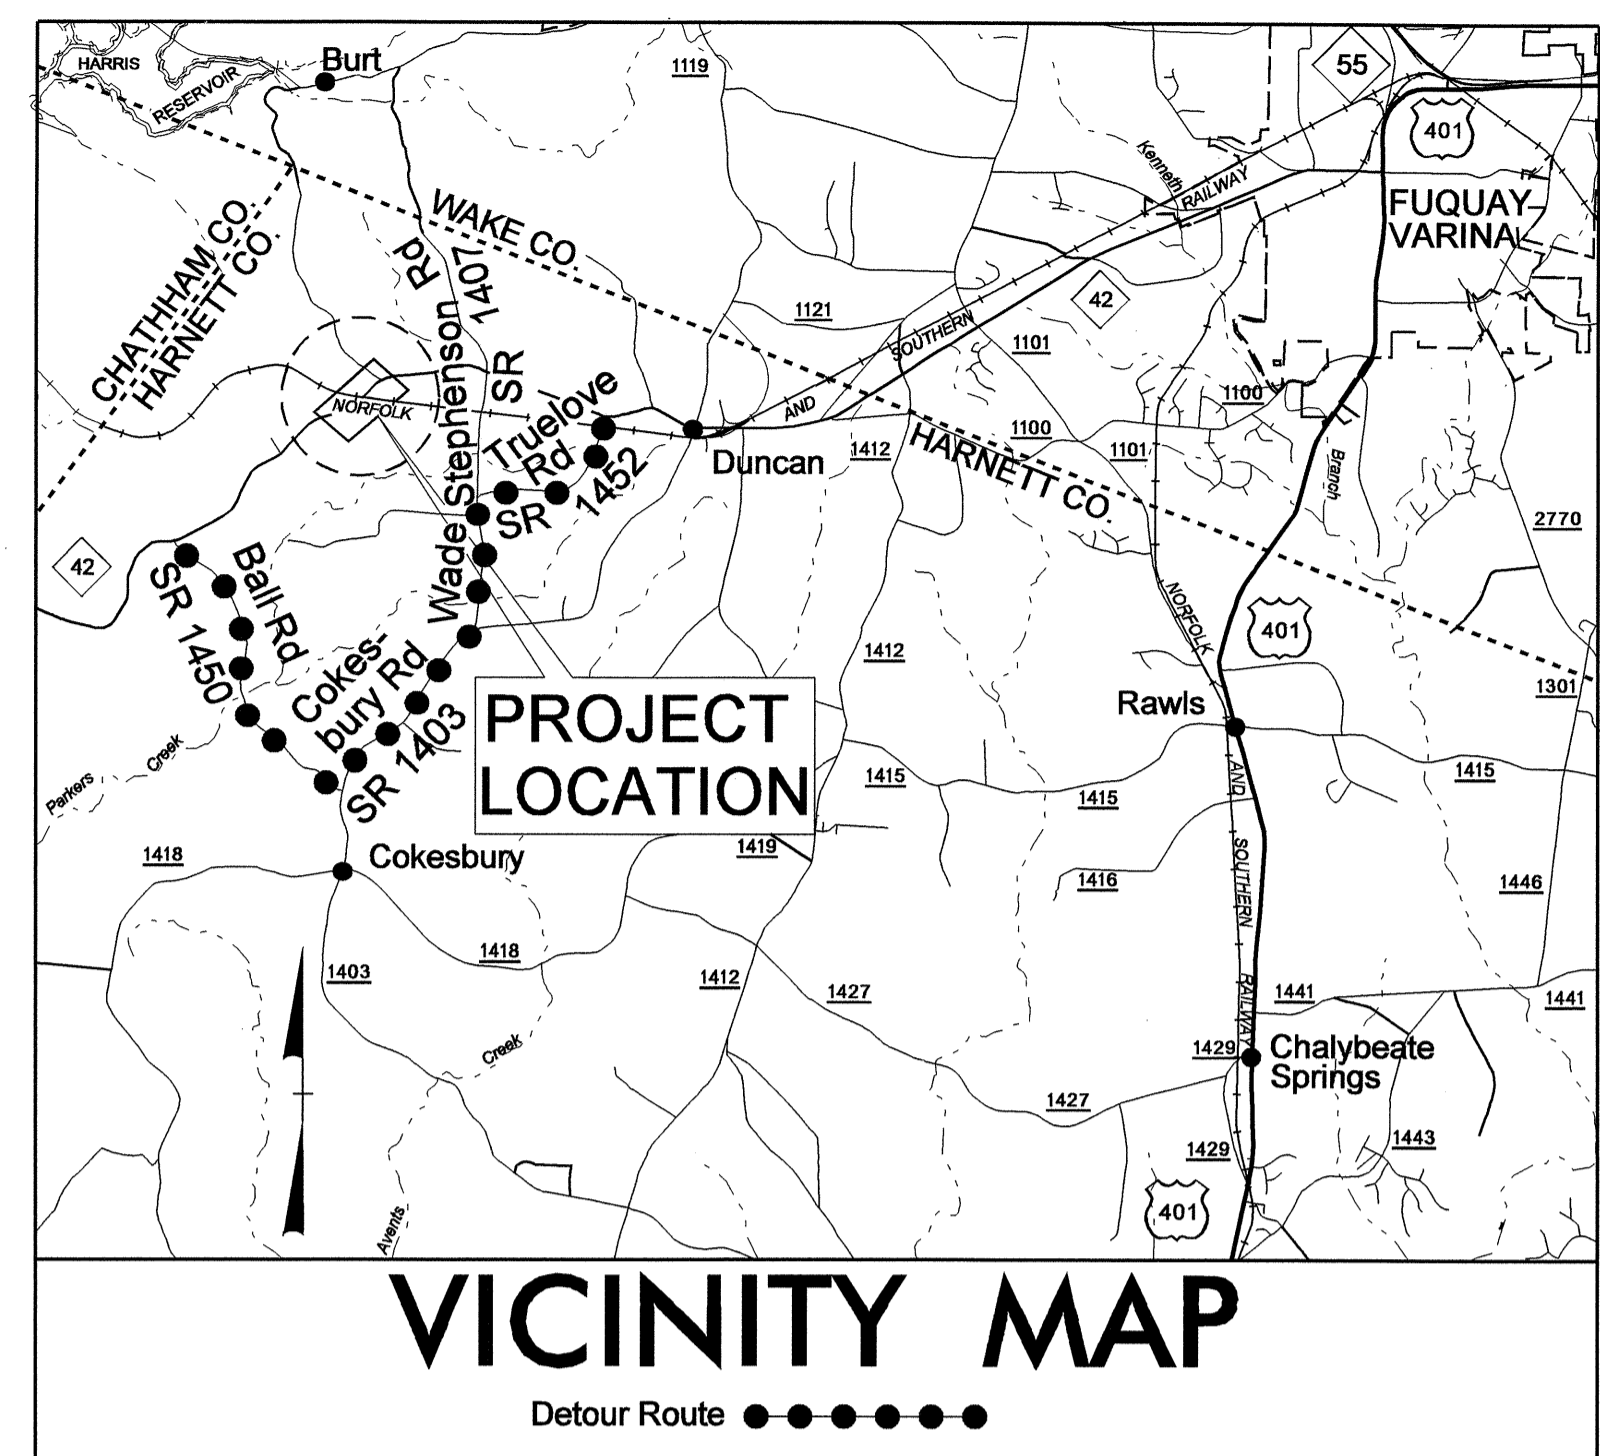 HARRIS
RESERVOIR
Burt
1119
55
401
Kenneth
RAILWAY
FUQUAY
VARINA
CHATHHAM CO.
HARNETT CO.
WAKE CO.
Rd
1407
SR
Wade Stephenson
1121
SOUTHERN
42
1101
1100
NORFOLK
Truelove
Rd
SR 1452
AND
Duncan
1412
HARNETT CO.
1100
1101
Branch
2770
42
Ball Rd
SR 1450
Cokes-
bury Rd
SR 1403
NORFOLK
401
1412
1301
Rawls
PROJECT
LOCATION
Parkers
Creek
1415
1415
1415
AND
1418
Cokesbury
1419
1416
SOUTHERN
1446
1418
1403
1412
1427
RAILWAY
1441
1441
Creek
1429
Chalybeate
Springs
1427
1429
1443
Avents
401
VICINITY MAP
Detour Route